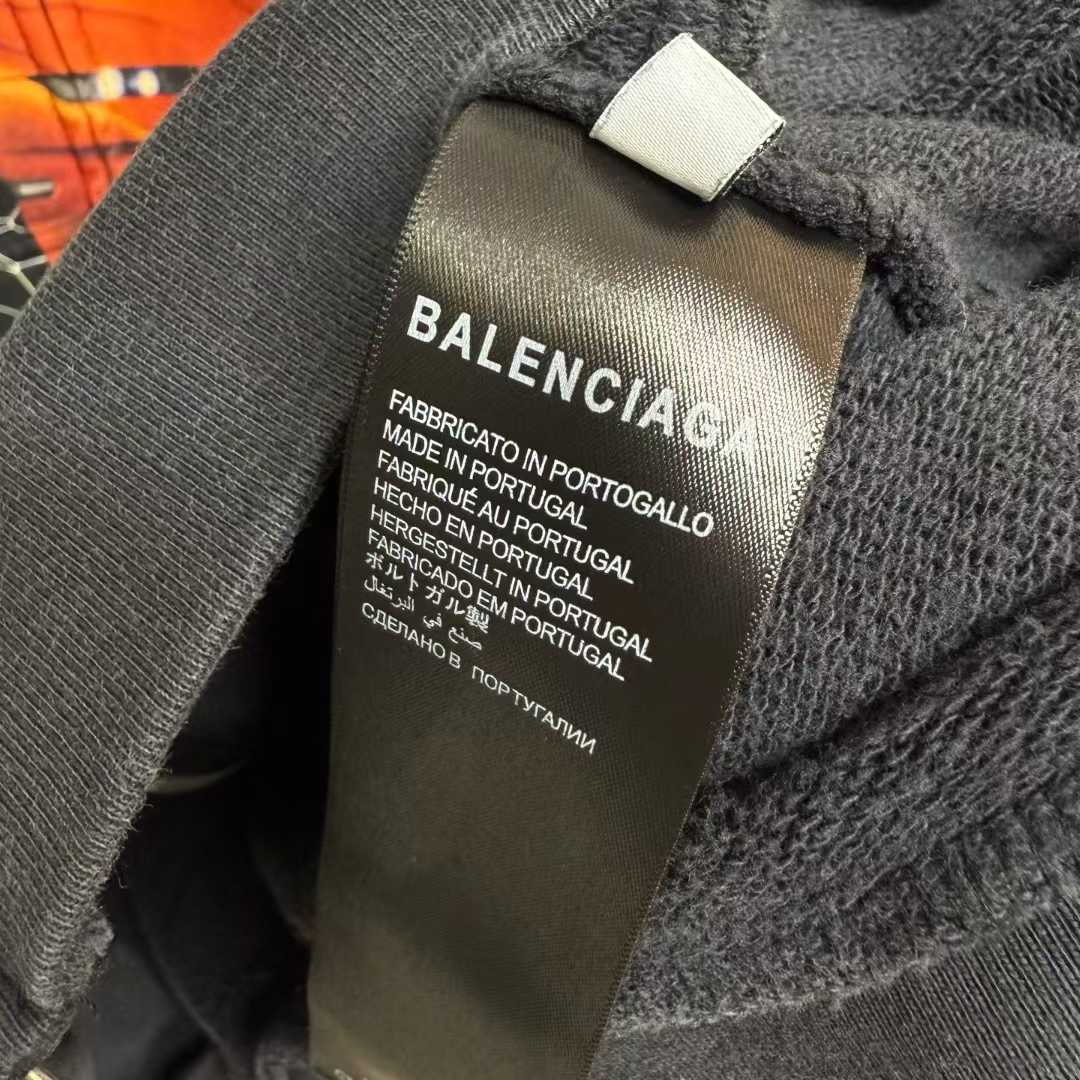 BALENCIAGA
FABBRICATO IN PORTOGALLO
MADE IN PORTUGAL
FABRIQUÉ AU PORTUGAL
HECHO EN PORTUGAL
HERGESTELLT IN PORTUGAL
FABRICADO EM PORTUGAL
ポルトガル製
صنع في البرتغال
СДЕЛАНО В ПОРТУГАЛИИ